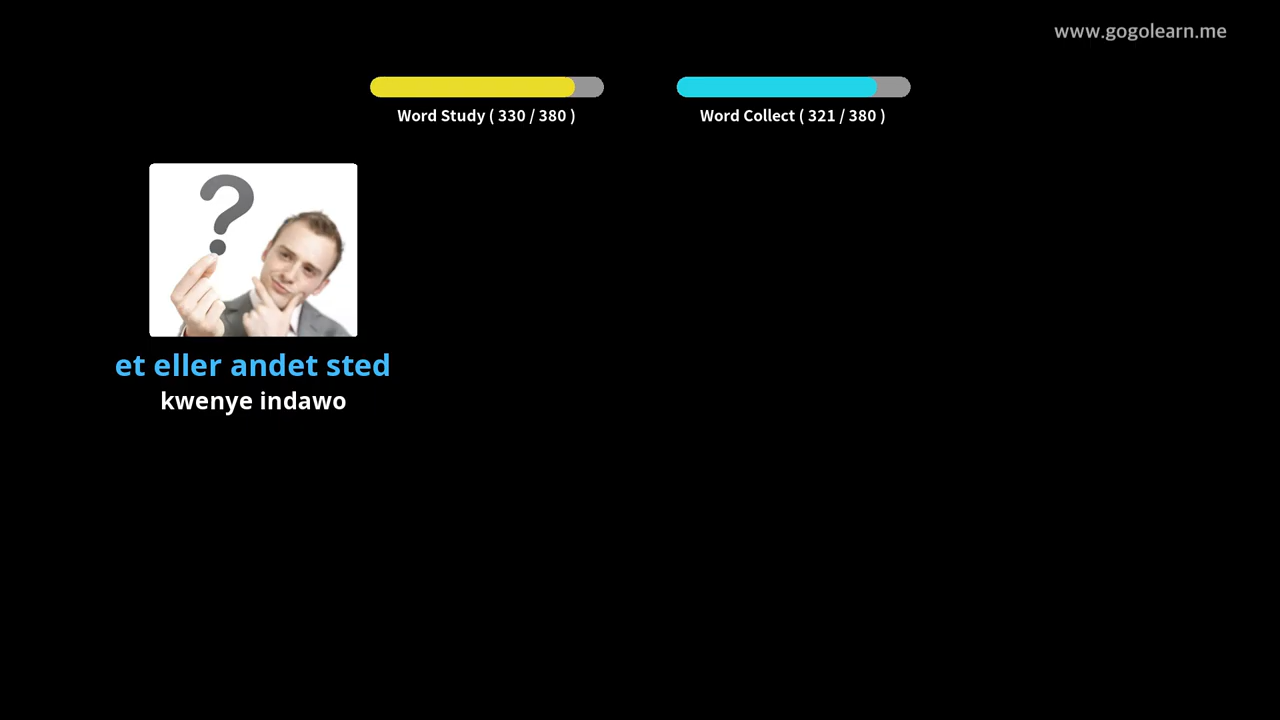 www.gogolearn.me
Word Study ( 330 / 380 )
Word Collect ( 321 / 380 )
et eller andet sted
kwenye indawo